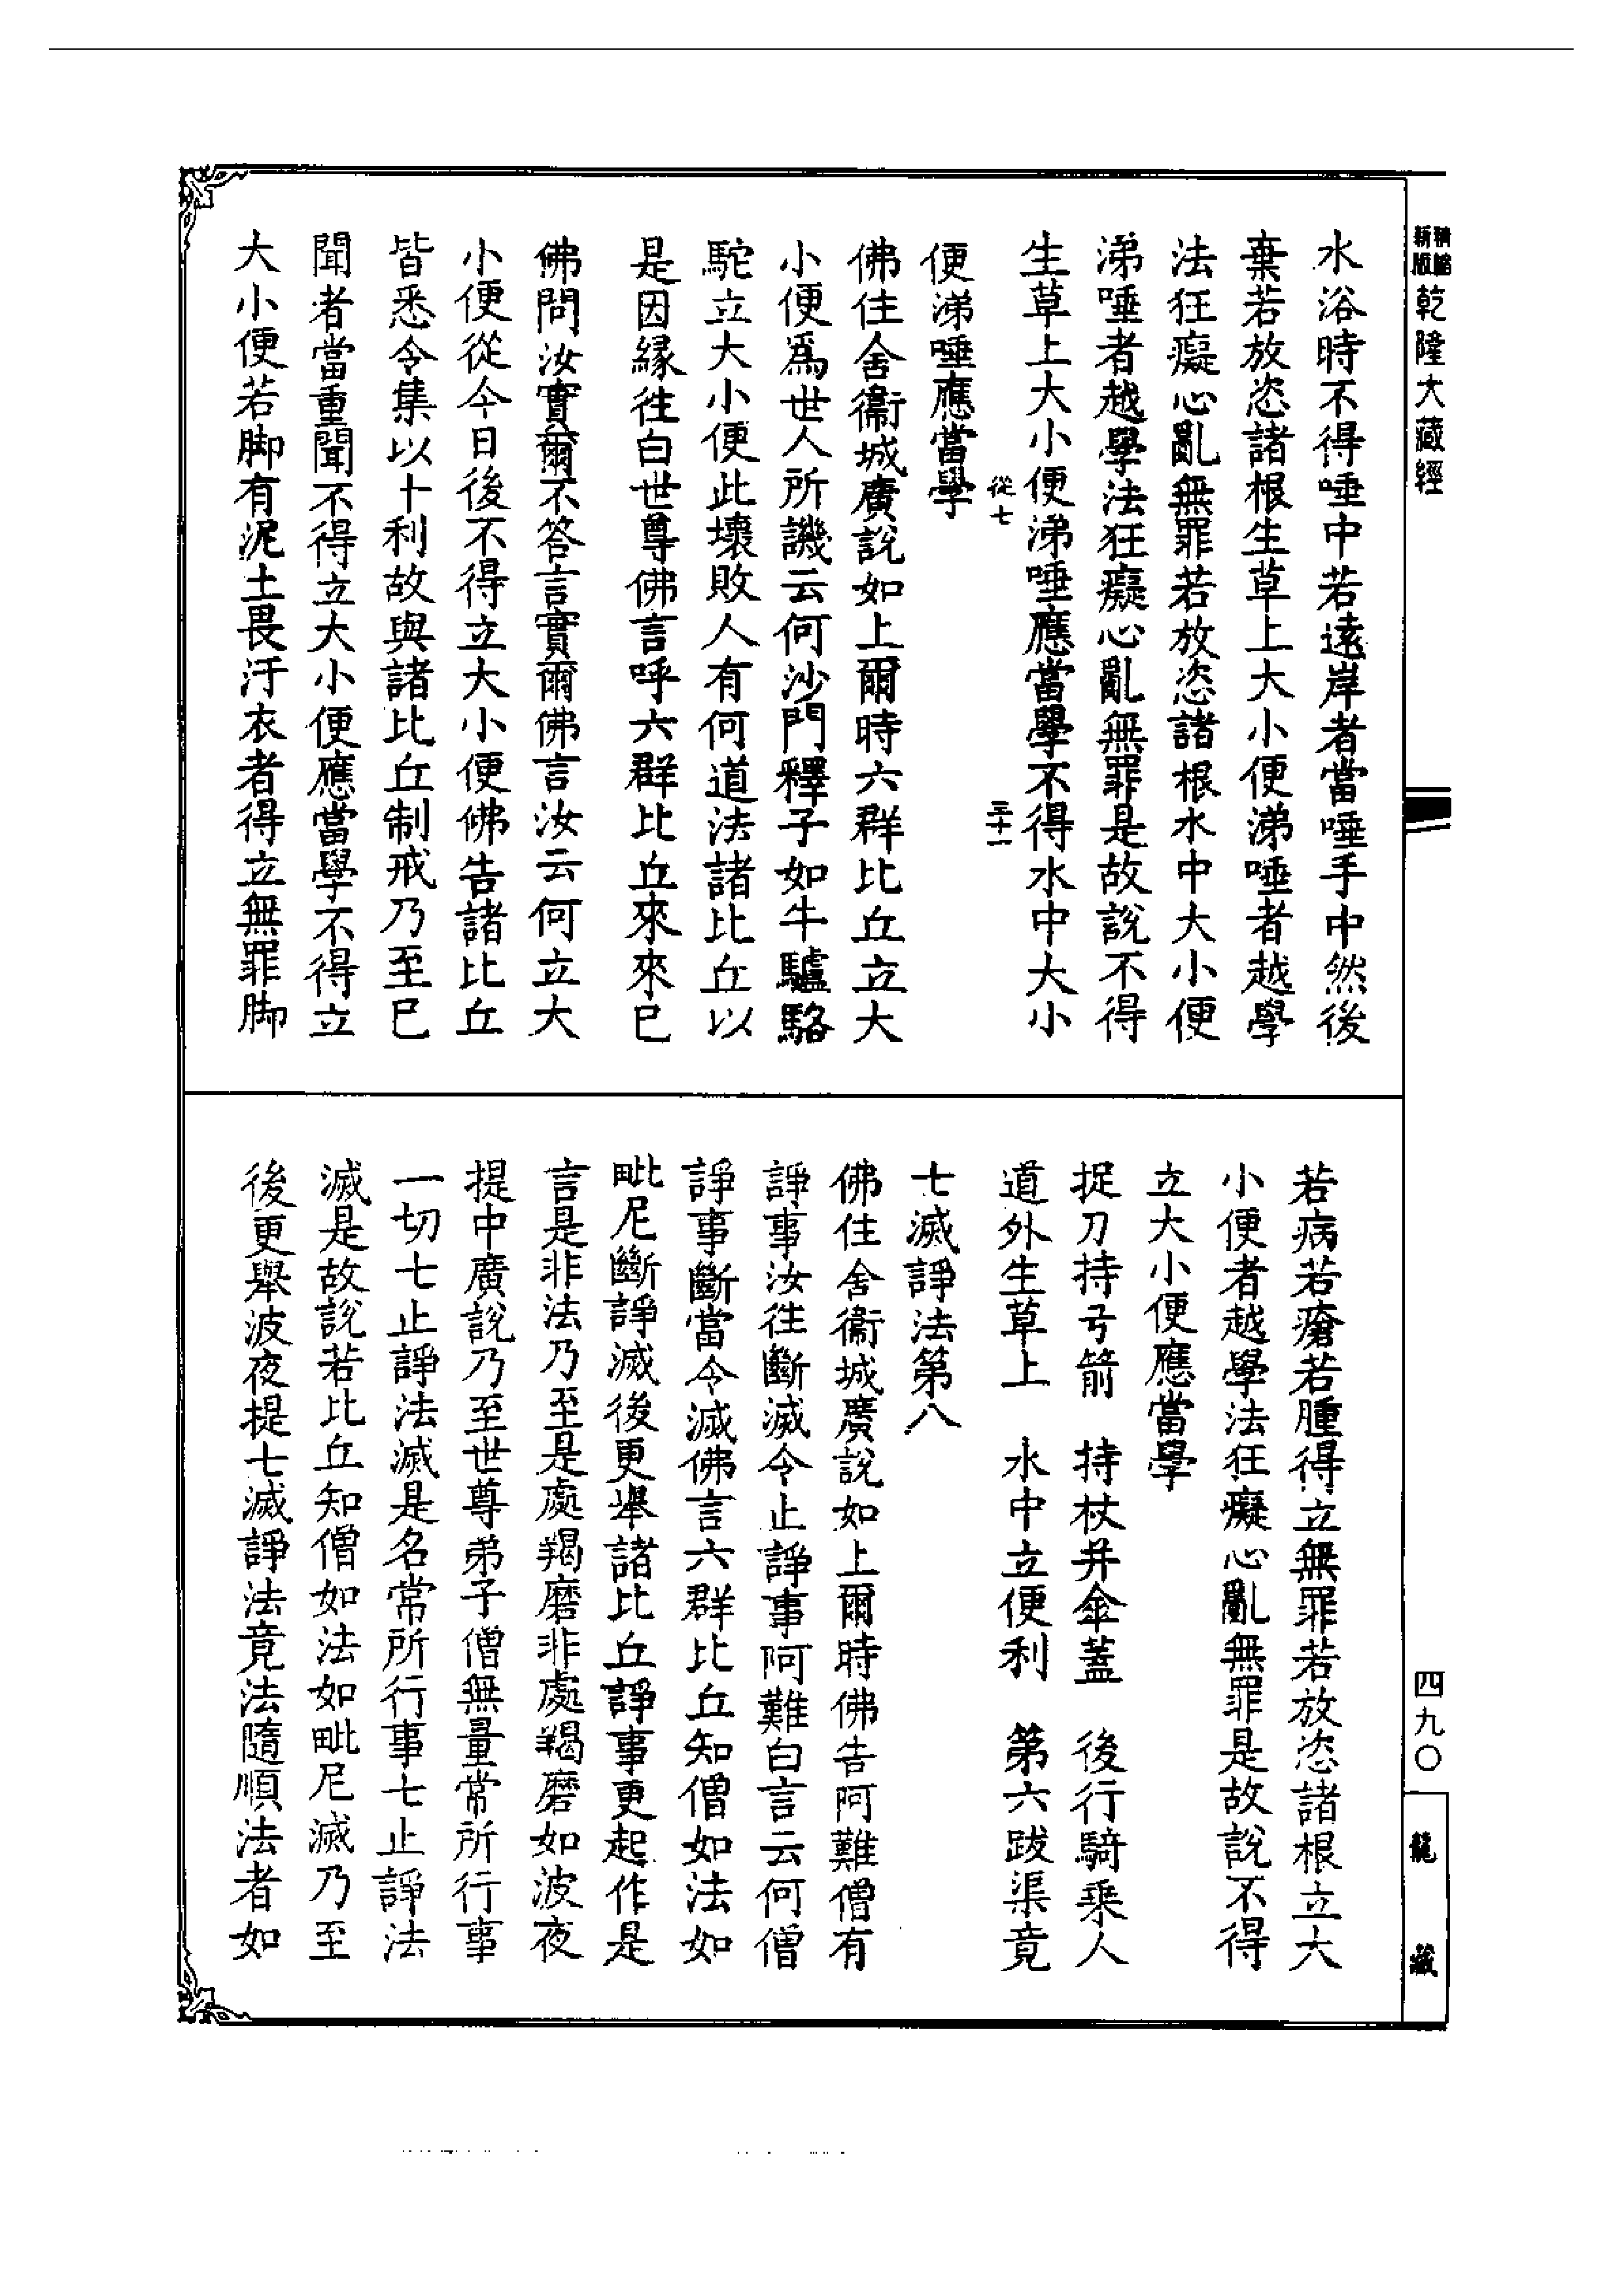 新版精縮乾隆大藏經
水浴時不得唾中若遠岸者當唾手中然後
棄若放恣諸根生草上大小便涕唾者越學
法狂癡心亂無罪若放恣諸根水中大小便
涕唾者越學法狂癡心亂無罪是故說不得
生草上大小便涕唾應當學不得水中大小
從七 三十一
便涕唾應當學
佛住舍衞城廣說如上爾時六群比丘立大
小便爲世人所譏云何沙門釋子如牛驢駱
駝立大小便此壞敗人有何道法諸比丘以
是因緣往白世尊佛言呼六群比丘來來已
佛問汝實爾不答言實爾佛言汝云何立大
小便從今日後不得立大小便佛告諸比丘
皆悉令集以十利故與諸比丘制戒乃至已
聞者當重聞不得立大小便應當學不得立
大小便若脚有泥土畏汙衣者得立無罪脚
若病若瘡若腫得立無罪若放恣諸根立大
小便者越學法狂癡心亂無罪是故說不得
立大小便應當學
捉刀持弓箭 持杖并傘蓋 後行騎乘人
道外生草上 水中立便利 第六跋渠竟
七滅諍法第八
佛住舍衞城廣說如上爾時佛告阿難僧有
諍事汝往斷滅令止諍事阿難白言云何僧
諍事斷當令滅佛言六群比丘知僧如法如
毗尼斷諍滅後更舉諸比丘諍事更起作是
言是非法乃至是處羯磨非處羯磨如波夜
提中廣說乃至世尊弟子僧無量常所行事
一切七止諍法滅是名常所行事七止諍法
滅是故說若比丘知僧如法如毗尼滅乃至
後更舉波夜提七滅諍法竟法隨順法者如
四九〇
龍藏